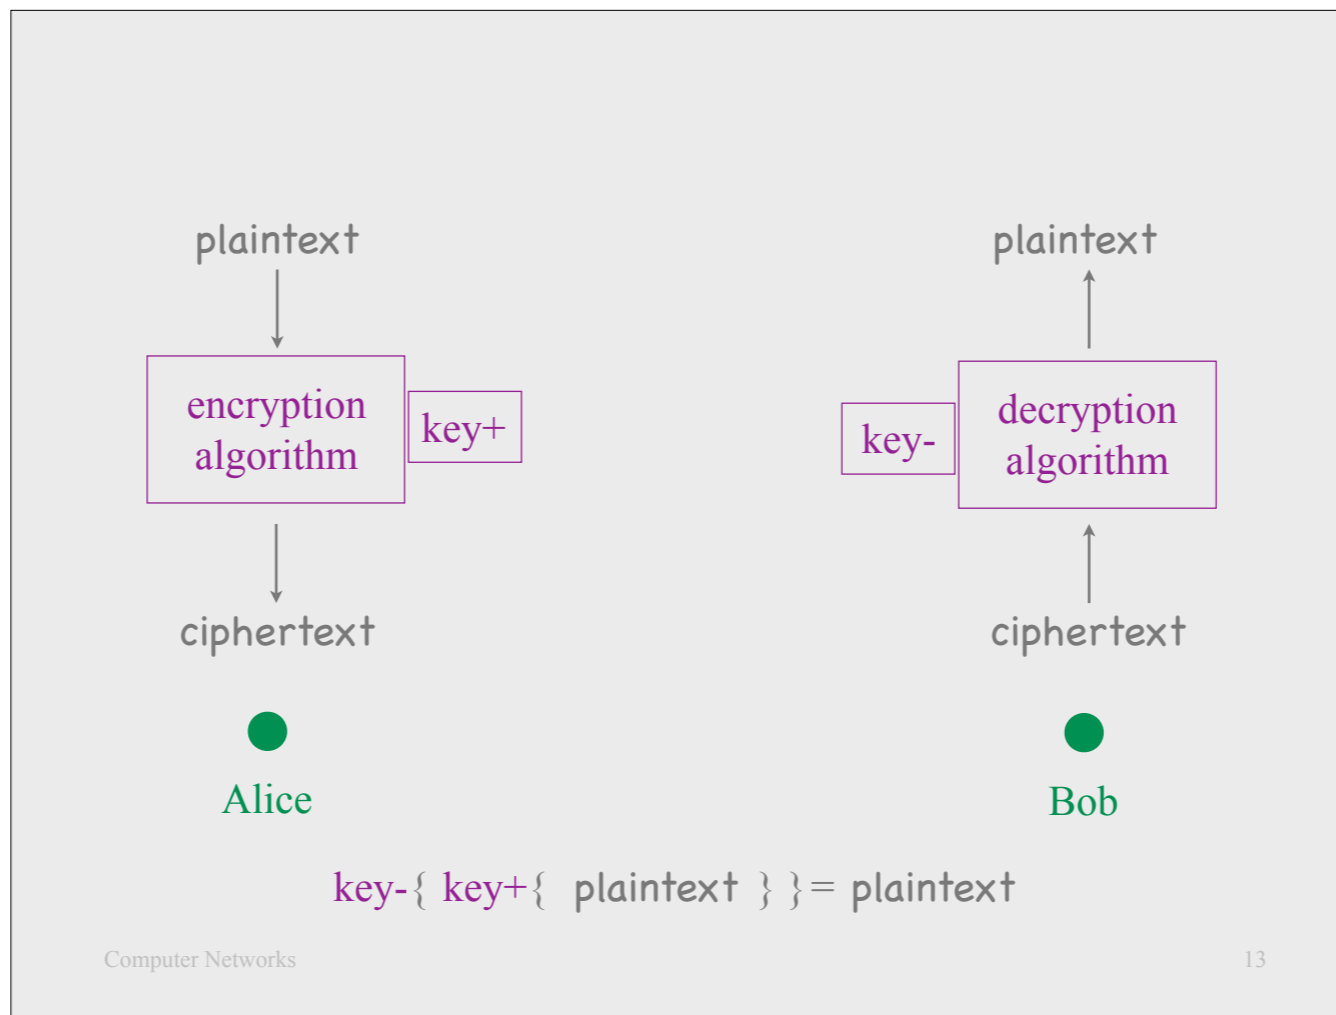 plaintext
encryption
algorithm
key+
ciphertext
Alice
plaintext
key-
decryption
algorithm
ciphertext
Bob
key-{ key+{ plaintext } }= plaintext
Computer Networks
13